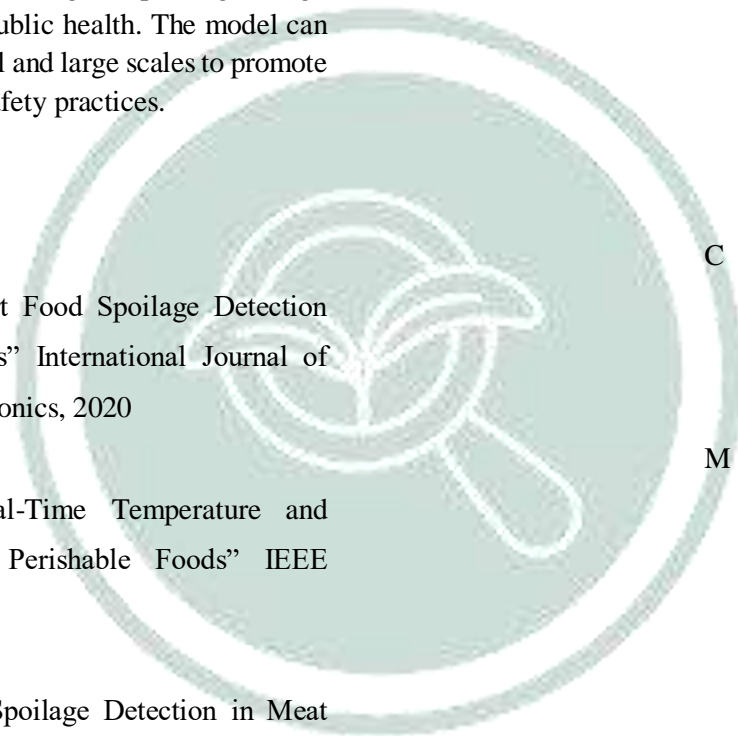 ublic health. The model can
l and large scales to promote
fety practices.
C
t Food Spoilage Detection
s” International Journal of
onics, 2020
M
al-Time Temperature and
Perishable Foods” IEEE
Spoilage Detection in Meat